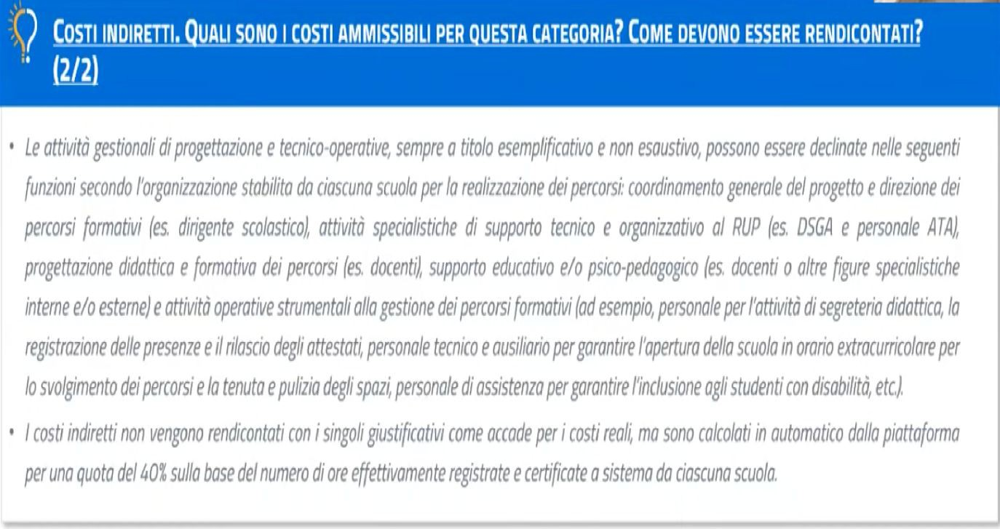 COSTI INDIRETTI. QUALI SONO I COSTI AMMISSIBILI PER QUESTA CATEGORIA? COME DEVONO ESSERE RENDICONTATI?
(2/2)
• Le attività gestionali di progettazione e tecnico-operative, sempre a titolo esemplificativo e non esaustivo, possono essere declinate nelle seguenti
funzioni secondo l'organizzazione stabilita da ciascuna scuola per la realizzazione dei percorsi: coordinamento generale del progetto e direzione dei
percorsi formativi (es. dirigente scolastico), attività specialistiche di supporto tecnico e organizzativo al RUP (es. DSGA e personale ATA),
progettazione didattica e formativa dei percorsi (es. docenti), supporto educativo e/o psico-pedagogico (es. docenti o altre figure specialistiche
interne e/o esterne) e attività operative strumentali alla gestione dei percorsi formativi (ad esempio, personale per l'attività di segreteria didattica, la
registrazione delle presenze e il rilascio degli attestati, personale tecnico e ausiliario per garantire l'apertura della scuola in orario extracurricolare per
lo svolgimento dei percorsi e la tenuta e pulizia degli spazi, personale di assistenza per garantire l'inclusione agli studenti con disabilità, etc.).
• I costi indiretti non vengono rendicontati con i singoli giustificativi come accade per i costi reali, ma sono calcolati in automatico dalla piattaforma
per una quota del 40% sulla base del numero di ore effettivamente registrate e certificate a sistema da ciascuna scuola.